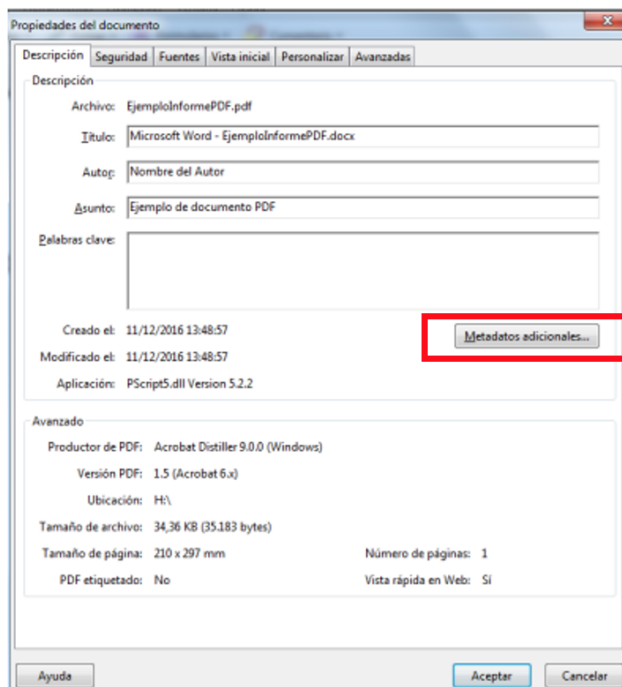 Propiedades del documento
Descripción Seguridad Fuentes Vista inicial Personalizar Avanzadas
Descripción
Archivo: EjemploInformePDF.pdf
Título: Microsoft Word - EjemploInformePDF.docx
Autor: Nombre del Autor
Asunto: Ejemplo de documento PDF
Palabras clave:
Creado el: 11/12/2016 13:48:57
Metadatos adicionales...
Modificado el: 11/12/2016 13:48:57
Aplicación: PScript5.dll Version 5.2.2
Avanzado
Productor de PDF: Acrobat Distiller 9.0.0 (Windows)
Versión PDF: 1.5 (Acrobat 6.x)
Ubicación: H:\
Tamaño de archivo: 34,36 KB (35.183 bytes)
Tamaño de página: 210 x 297 mm Número de páginas: 1
PDF etiquetado: No Vista rápida en Web: Sí
Ayuda Aceptar Cancelar